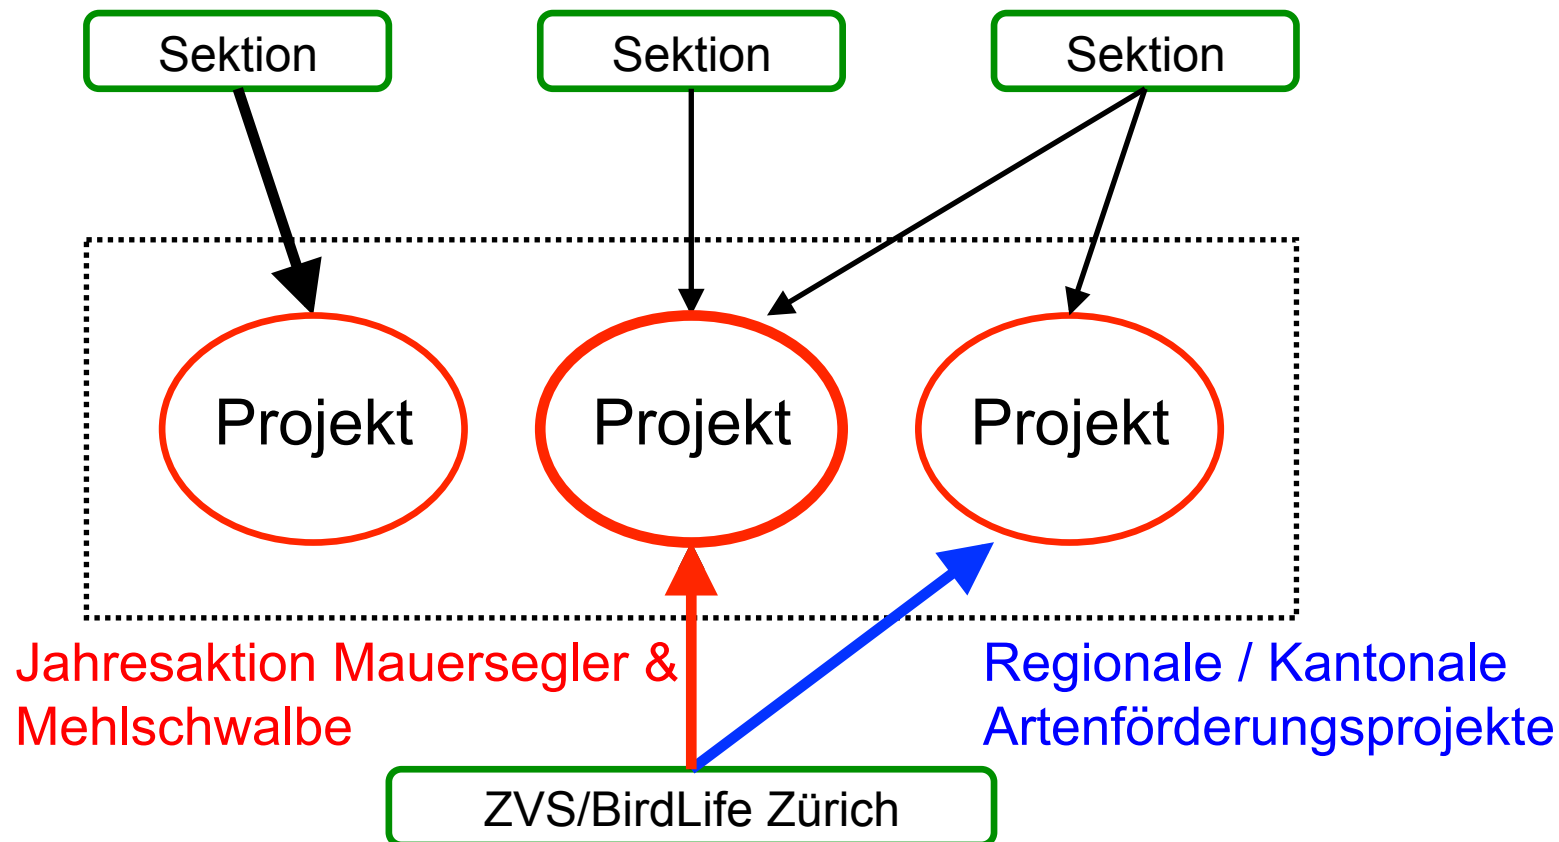 Sektion
Sektion
Sektion
Projekt
Projekt
Projekt
Jahresaktion Mauersegler &
Mehlschwalbe
Regionale / Kantonale
Artenförderungsprojekte
ZVS/BirdLife Zürich